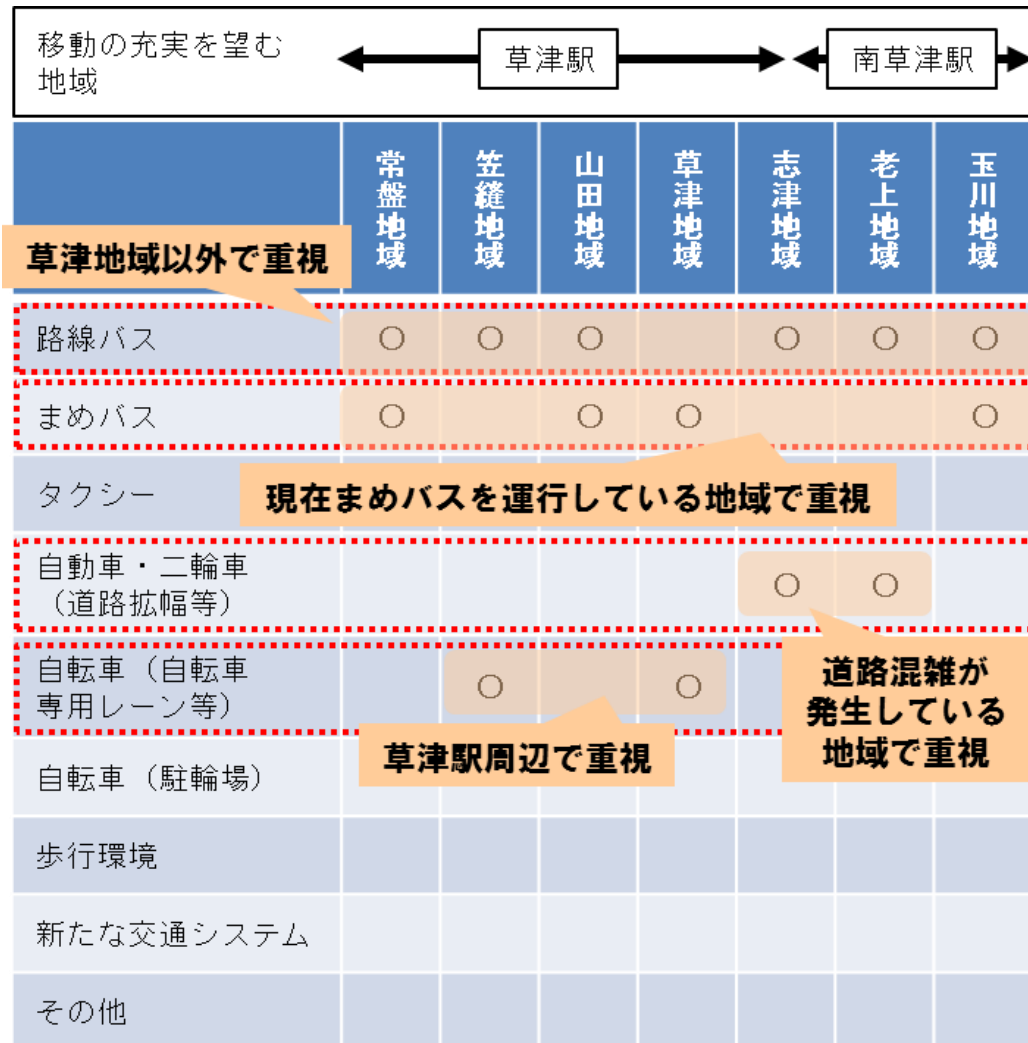 移動の充実を望む
地域
草津駅
南草津駅
常盤地域
笠縫地域
山田地域
草津地域
志津地域
老上地域
玉川地域
草津地域以外で重視
路線バス
○ ○ ○ ○ ○ ○
まめバス
○ ○ ○ ○
現在まめバスを運行している地域で重視
タクシー
自動車・二輪車
（道路拡幅等）
○ ○
道路混雑が
発生している
地域で重視
自転車（自転車
専用レーン等）
○ ○
草津駅周辺で重視
自転車（駐輪場）
歩行環境
新たな交通システム
その他